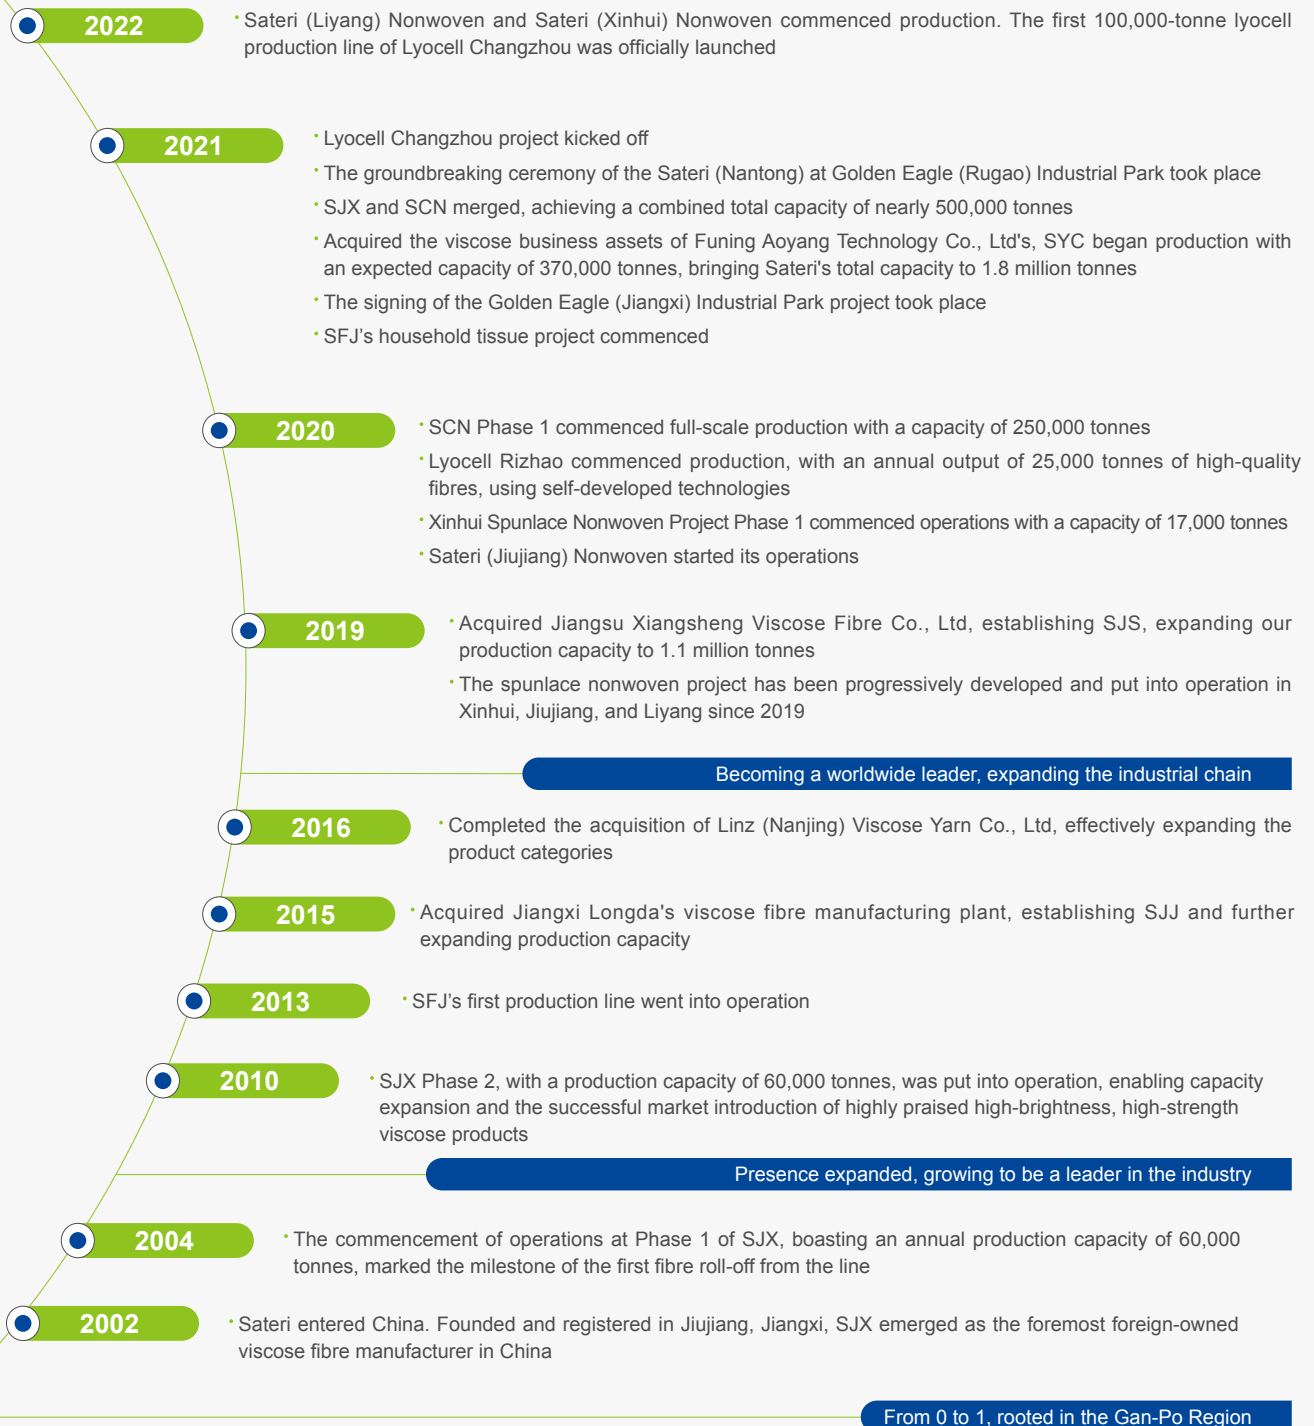 2022
· Sateri (Liyang) Nonwoven and Sateri (Xinhui) Nonwoven commenced production. The first 100,000-tonne lyocell
production line of Lyocell Changzhou was officially launched
2021
· Lyocell Changzhou project kicked off
· The groundbreaking ceremony of the Sateri (Nantong) at Golden Eagle (Rugao) Industrial Park took place
· SJX and SCN merged, achieving a combined total capacity of nearly 500,000 tonnes
· Acquired the viscose business assets of Funing Aoyang Technology Co., Ltd's, SYC began production with
an expected capacity of 370,000 tonnes, bringing Sateri's total capacity to 1.8 million tonnes
· The signing of the Golden Eagle (Jiangxi) Industrial Park project took place
· SFJ’s household tissue project commenced
2020
· SCN Phase 1 commenced full-scale production with a capacity of 250,000 tonnes
· Lyocell Rizhao commenced production, with an annual output of 25,000 tonnes of high-quality
fibres, using self-developed technologies
· Xinhui Spunlace Nonwoven Project Phase 1 commenced operations with a capacity of 17,000 tonnes
· Sateri (Jiujiang) Nonwoven started its operations
2019
· Acquired Jiangsu Xiangsheng Viscose Fibre Co., Ltd, establishing SJS, expanding our
production capacity to 1.1 million tonnes
· The spunlace nonwoven project has been progressively developed and put into operation in
Xinhui, Jiujiang, and Liyang since 2019
Becoming a worldwide leader, expanding the industrial chain
2016
· Completed the acquisition of Linz (Nanjing) Viscose Yarn Co., Ltd, effectively expanding the
product categories
2015
· Acquired Jiangxi Longda's viscose fibre manufacturing plant, establishing SJJ and further
expanding production capacity
2013
· SFJ’s first production line went into operation
2010
· SJX Phase 2, with a production capacity of 60,000 tonnes, was put into operation, enabling capacity
expansion and the successful market introduction of highly praised high-brightness, high-strength
viscose products
Presence expanded, growing to be a leader in the industry
2004
· The commencement of operations at Phase 1 of SJX, boasting an annual production capacity of 60,000
tonnes, marked the milestone of the first fibre roll-off from the line
2002
· Sateri entered China. Founded and registered in Jiujiang, Jiangxi, SJX emerged as the foremost foreign-owned
viscose fibre manufacturer in China
From 0 to 1, rooted in the Gan-Po Region